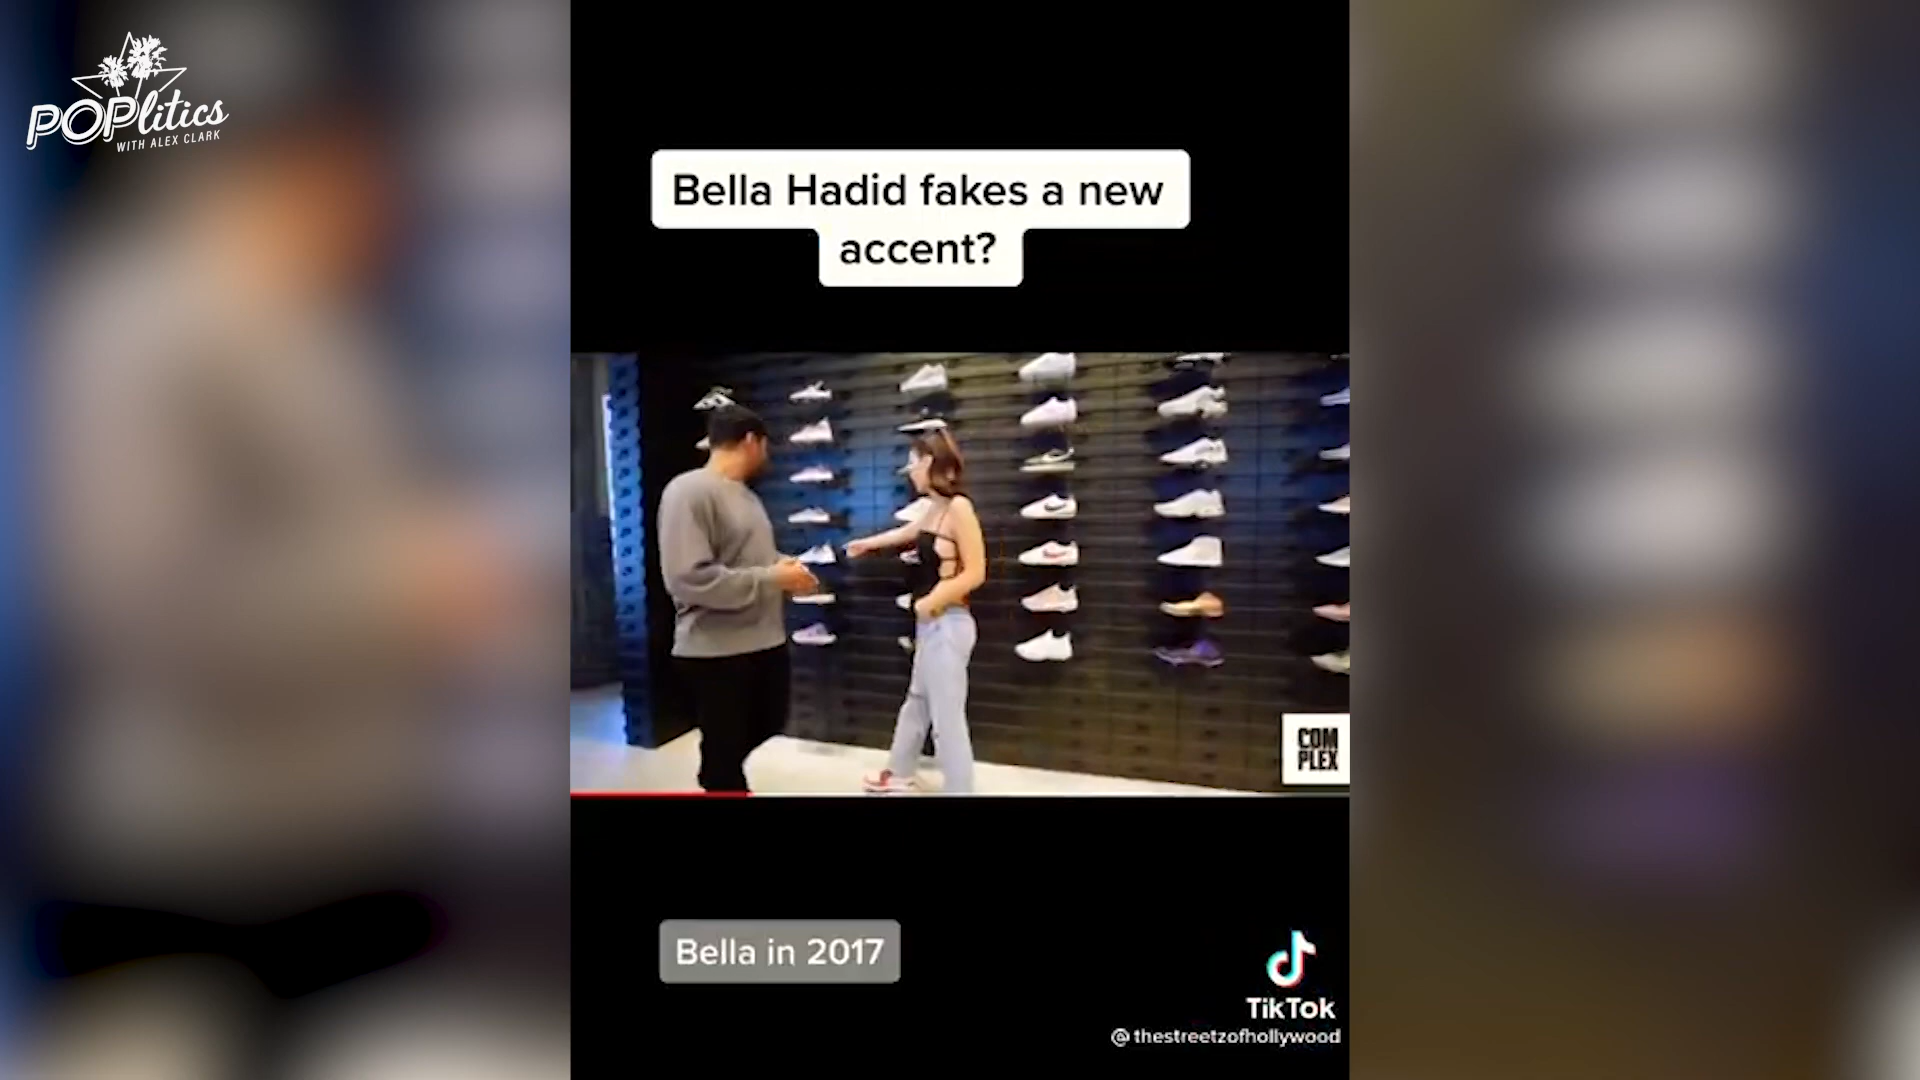 POPlitics
WITH ALEX CLARK
Bella Hadid fakes a new
accent?
COM
PLEX
Bella in 2017
TikTok
@thestreetzofhollywood